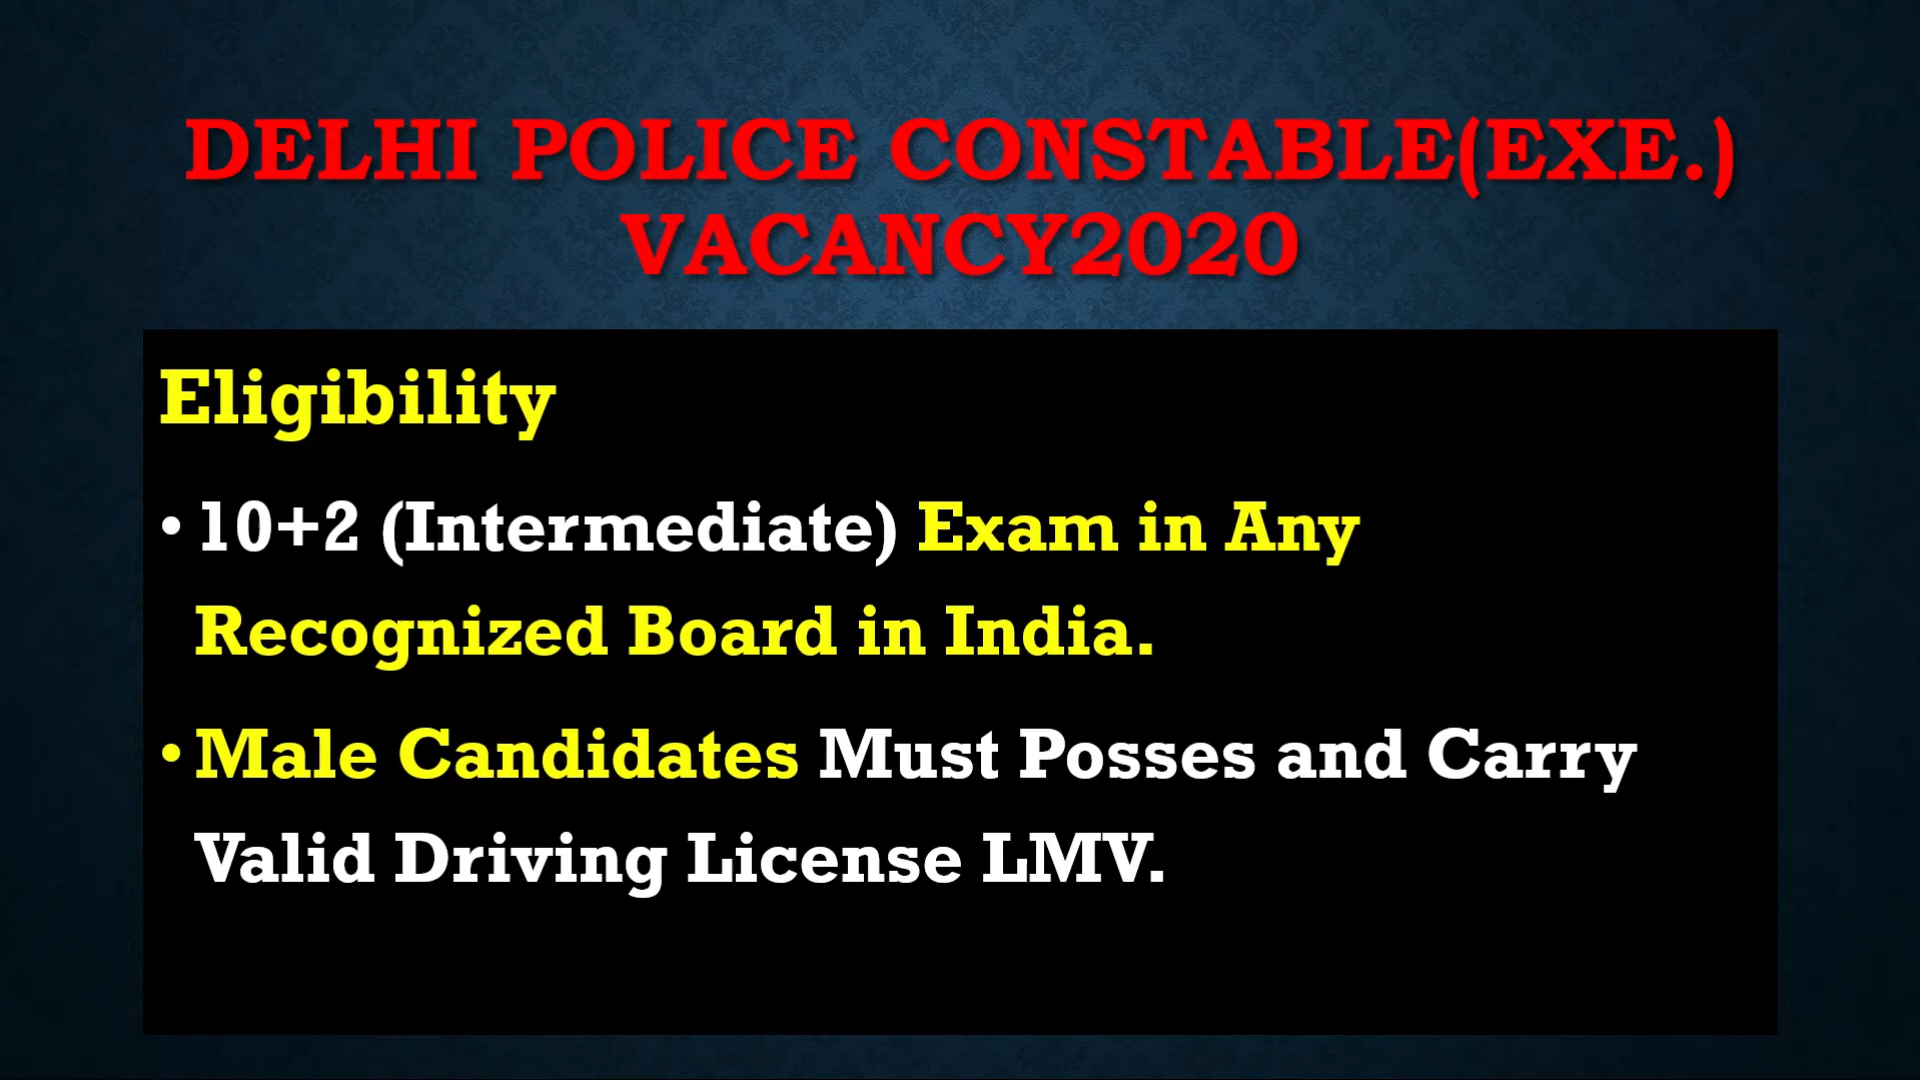 DELHI POLICE CONSTABLE(EXE.)
VACANCY2020
Eligibility
• 10+2 (Intermediate) Exam in Any
Recognized Board in India.
• Male Candidates Must Posses and Carry
Valid Driving License LMV.